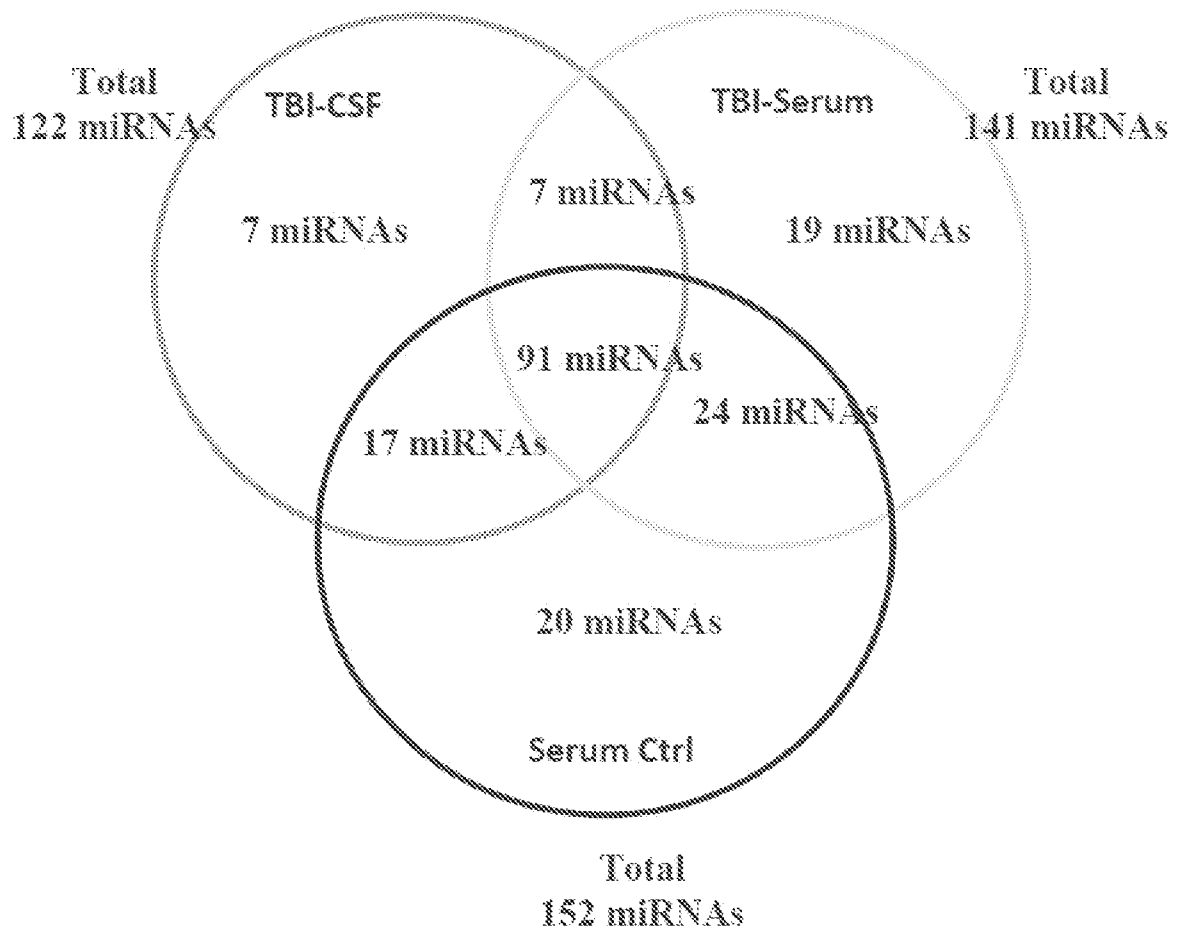 Total
122 miRNAs
TBI-CSF
TBI-Serum
Total
141 miRNAs
7 miRNAs
7 miRNAs
19 miRNAs
91 miRNAs
24 miRNAs
17 miRNAs
20 miRNAs
Serum Ctrl
Total
152 miRNAs